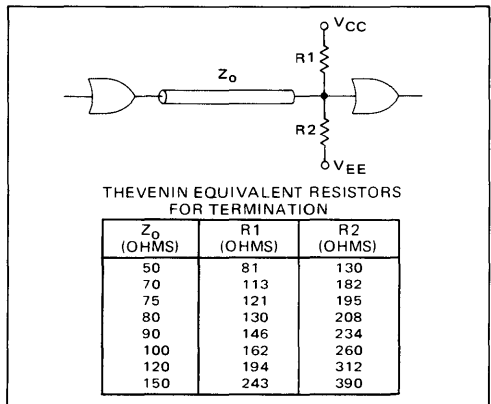 VCC
R1
Zo
R2
VEE
THEVENIN EQUIVALENT RESISTORS
FOR TERMINATION
Zo R1 R2
(OHMS) (OHMS) (OHMS)
50 81 130
70 113 182
75 121 195
80 130 208
90 146 234
100 162 260
120 194 312
150 243 390